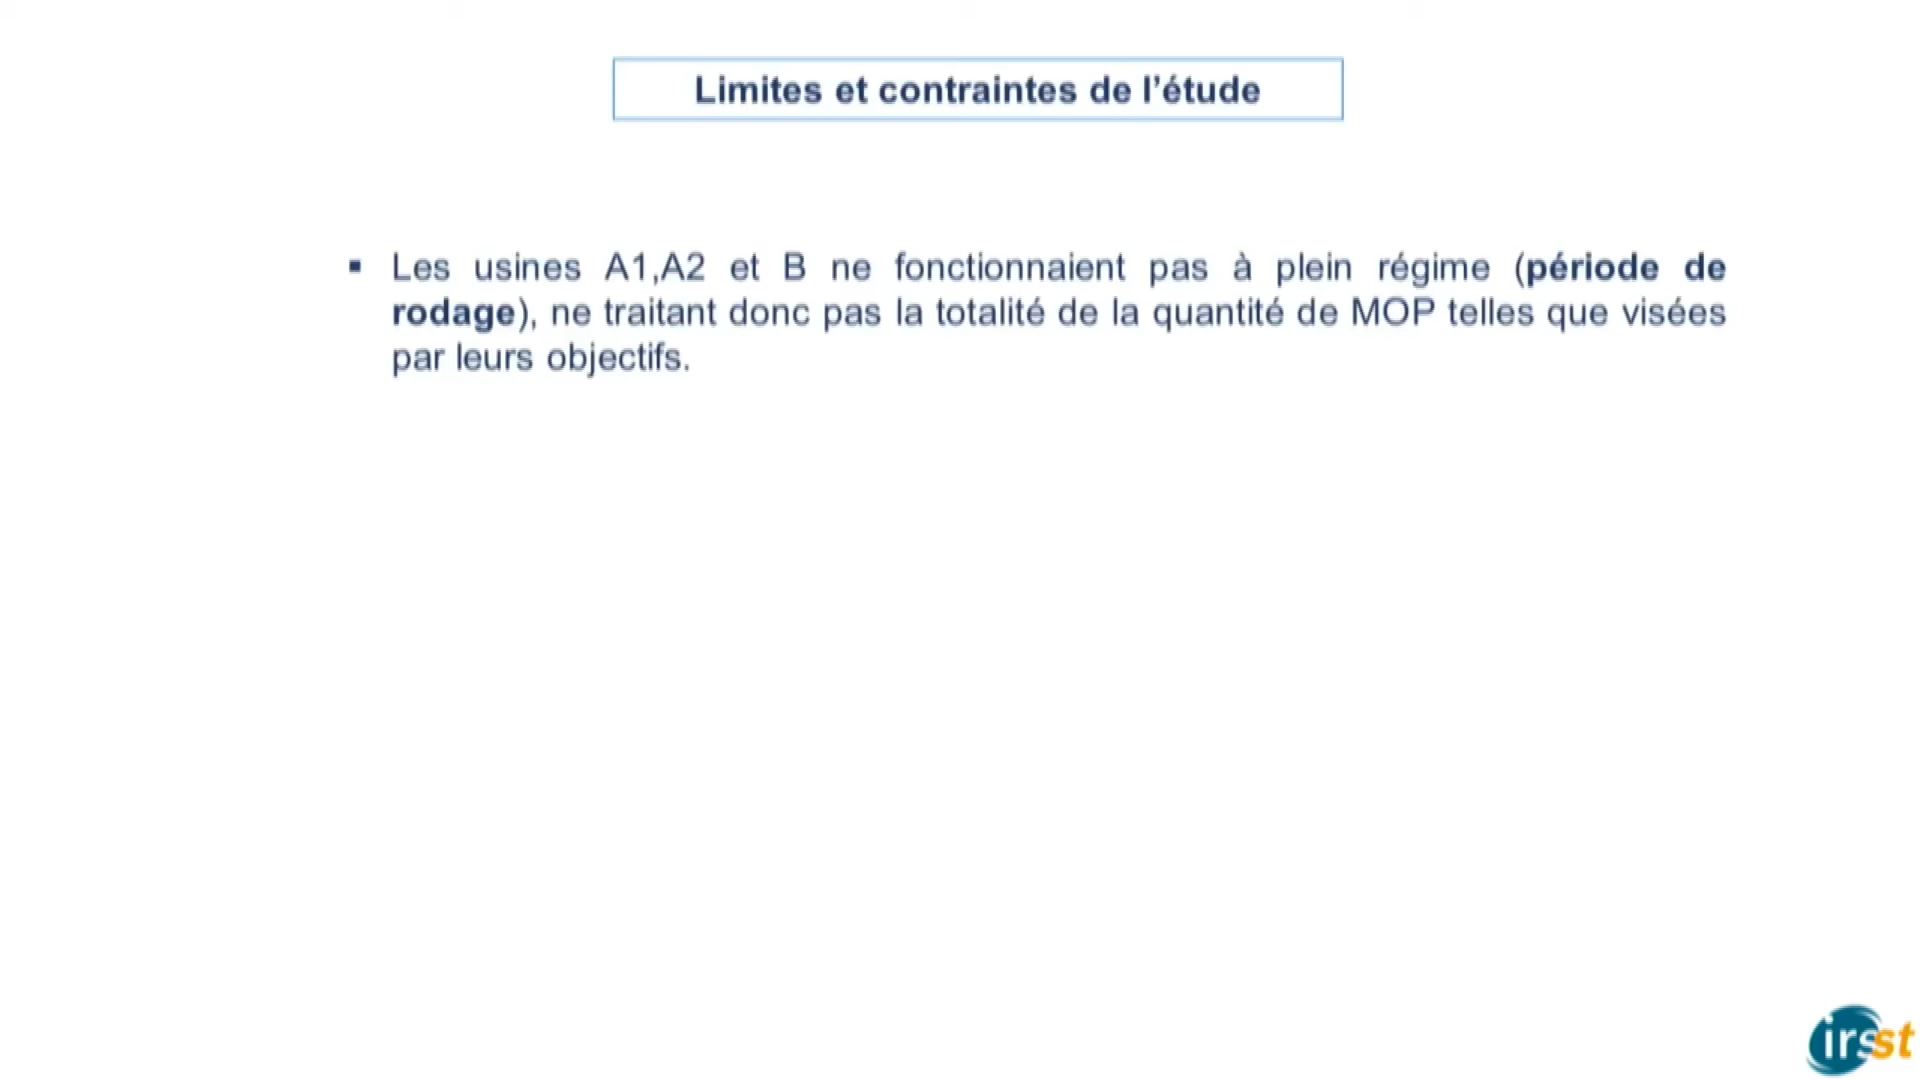 Limites et contraintes de l’étude
▪ Les usines A1,A2 et B ne fonctionnaient pas à plein régime (période de
rodage), ne traitant donc pas la totalité de la quantité de MOP telles que visées
par leurs objectifs.
irsst